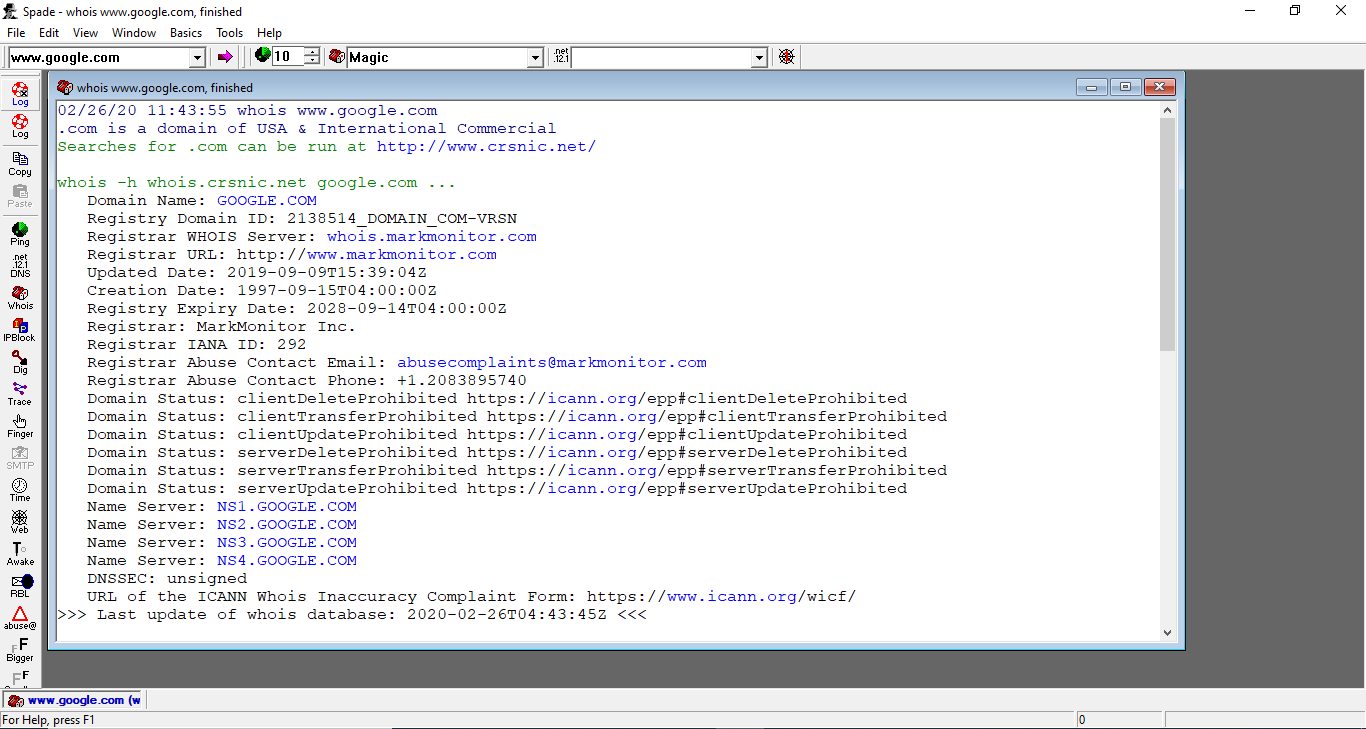 Spade - whois www.google.com, finished
File Edit View Window Basics Tools Help
www.google.com 10 Magic .net .12.1
whois www.google.com, finished
02/26/20 11:43:55 whois www.google.com
.com is a domain of USA & International Commercial
Searches for .com can be run at http://www.crsnic.net/
whois -h whois.crsnic.net google.com ...
Domain Name: GOOGLE.COM
Registry Domain ID: 2138514_DOMAIN_COM-VRSN
Registrar WHOIS Server: whois.markmonitor.com
Registrar URL: http://www.markmonitor.com
Updated Date: 2019-09-09T15:39:04Z
Creation Date: 1997-09-15T04:00:00Z
Registry Expiry Date: 2028-09-14T04:00:00Z
Registrar: MarkMonitor Inc.
Registrar IANA ID: 292
Registrar Abuse Contact Email: abusecomplaints@markmonitor.com
Registrar Abuse Contact Phone: +1.2083895740
Domain Status: clientDeleteProhibited https://icann.org/epp#clientDeleteProhibited
Domain Status: clientTransferProhibited https://icann.org/epp#clientTransferProhibited
Domain Status: clientUpdateProhibited https://icann.org/epp#clientUpdateProhibited
Domain Status: serverDeleteProhibited https://icann.org/epp#serverDeleteProhibited
Domain Status: serverTransferProhibited https://icann.org/epp#serverTransferProhibited
Domain Status: serverUpdateProhibited https://icann.org/epp#serverUpdateProhibited
Name Server: NS1.GOOGLE.COM
Name Server: NS2.GOOGLE.COM
Name Server: NS3.GOOGLE.COM
Name Server: NS4.GOOGLE.COM
DNSSEC: unsigned
URL of the ICANN Whois Inaccuracy Complaint Form: https://www.icann.org/wicf/
>>> Last update of whois database: 2020-02-26T04:43:45Z <<<
Log
Log
Copy
Paste
Ping
.net
.12.1
DNS
Whois
IPBlock
Dig
Trace
Finger
SMTP
Time
Web
Awake
RBL
abuse@
Bigger
www.google.com (w
For Help, press F1
0